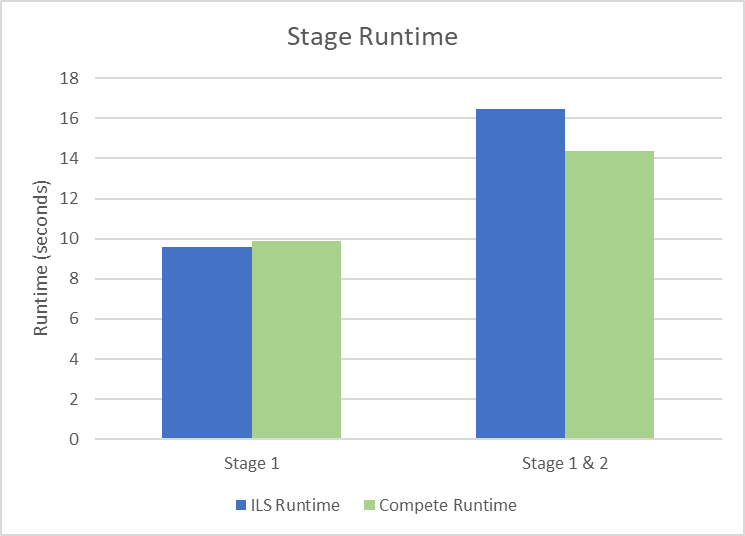 Stage Runtime
18
16
14
12
10
8
6
4
2
0
Runtime (seconds)
Stage 1
Stage 1 & 2
ILS Runtime
Compete Runtime